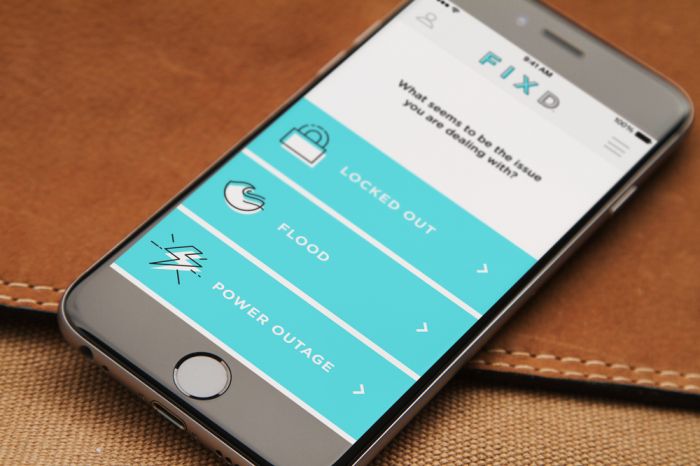 9:41 AM
100%
FIXD
What seems to be the issue
you are dealing with?
LOCKED OUT
FLOOD
POWER OUTAGE